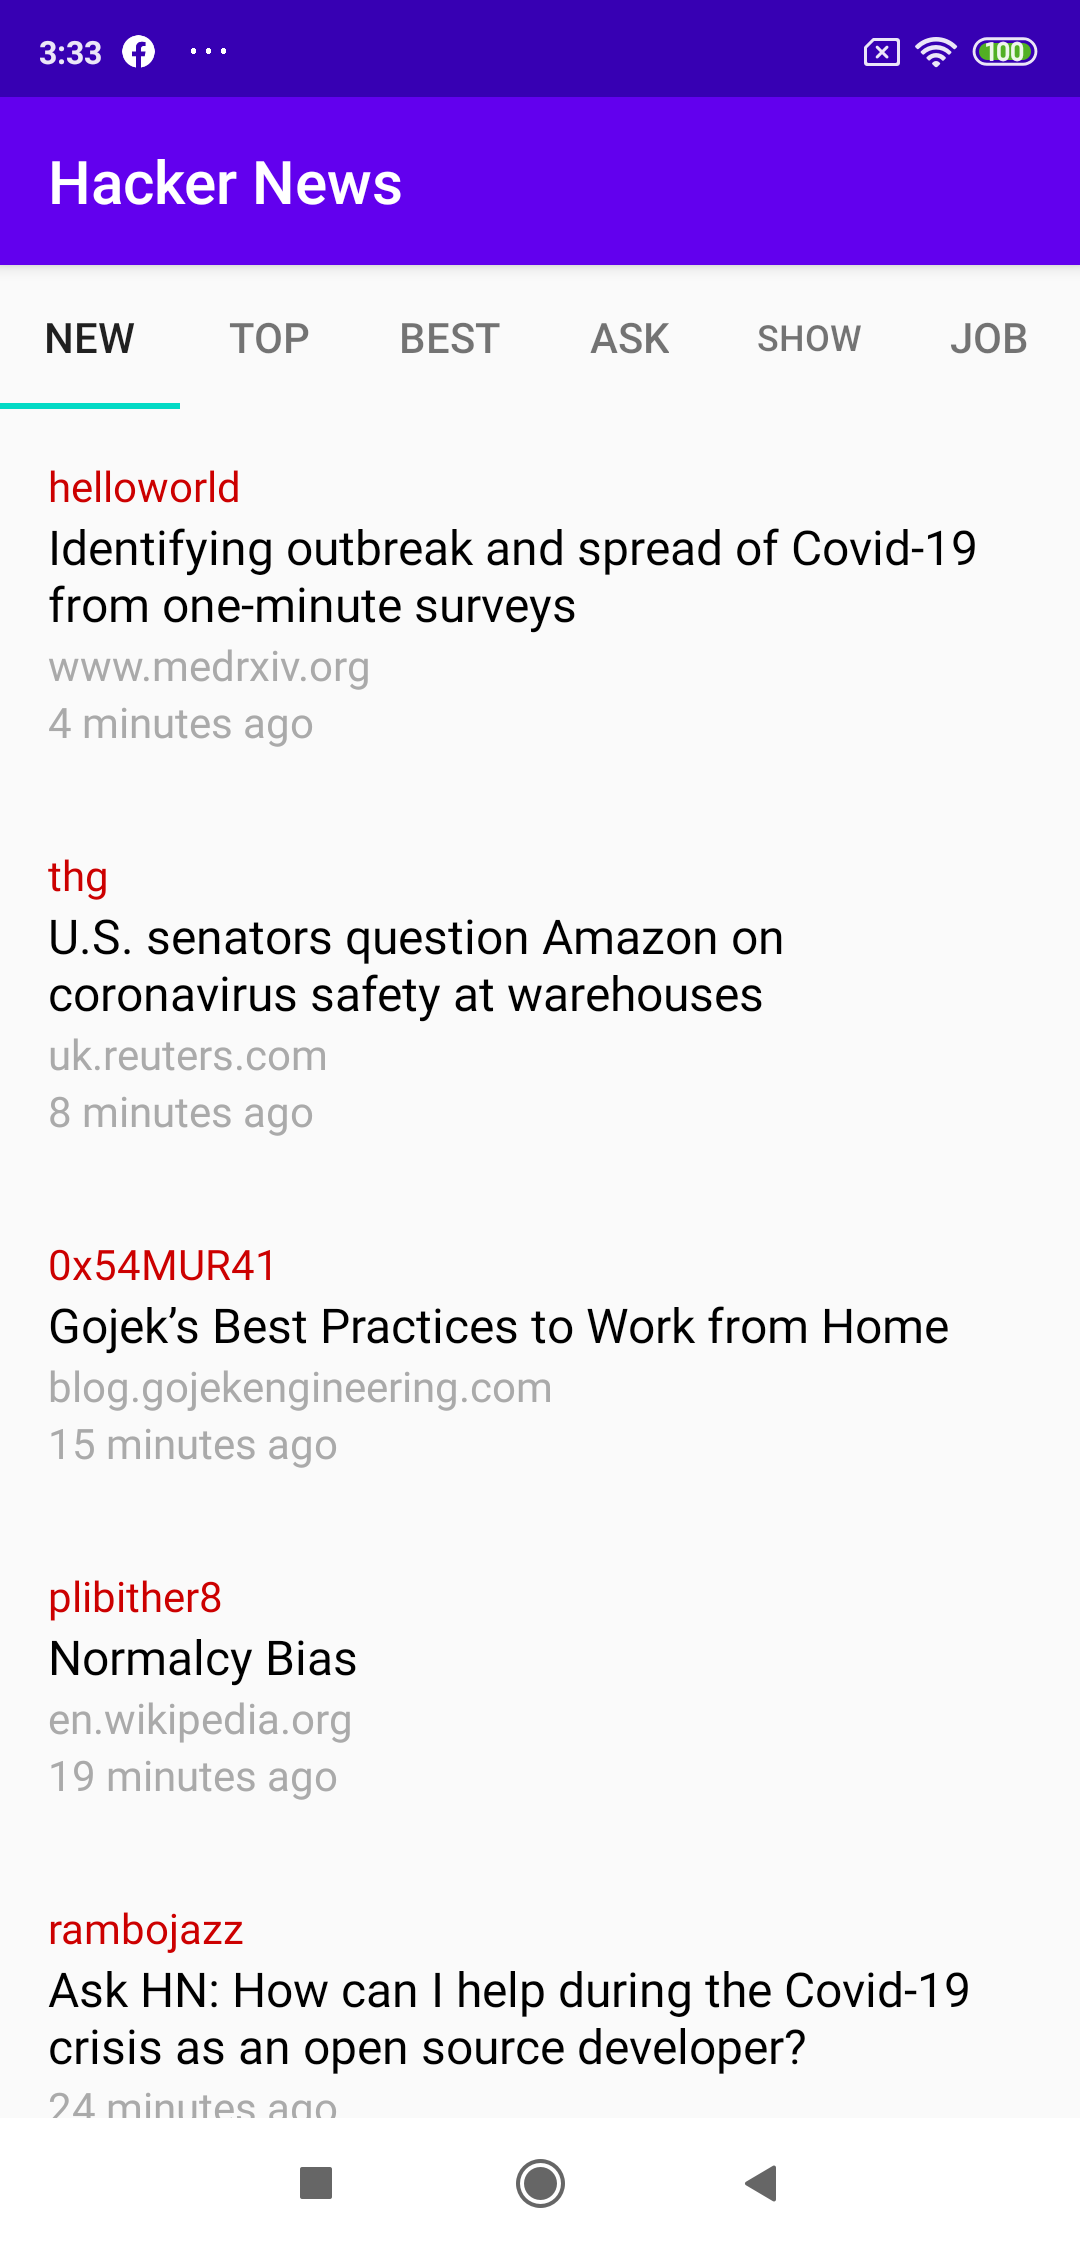 3:33
100
Hacker News
NEW TOP BEST ASK SHOW JOB
helloworld
Identifying outbreak and spread of Covid-19
from one-minute surveys
www.medrxiv.org
4 minutes ago
thg
U.S. senators question Amazon on
coronavirus safety at warehouses
uk.reuters.com
8 minutes ago
0x54MUR41
Gojek’s Best Practices to Work from Home
blog.gojekengineering.com
15 minutes ago
plibither8
Normalcy Bias
en.wikipedia.org
19 minutes ago
rambojazz
Ask HN: How can I help during the Covid-19
crisis as an open source developer?
24 minutes ago